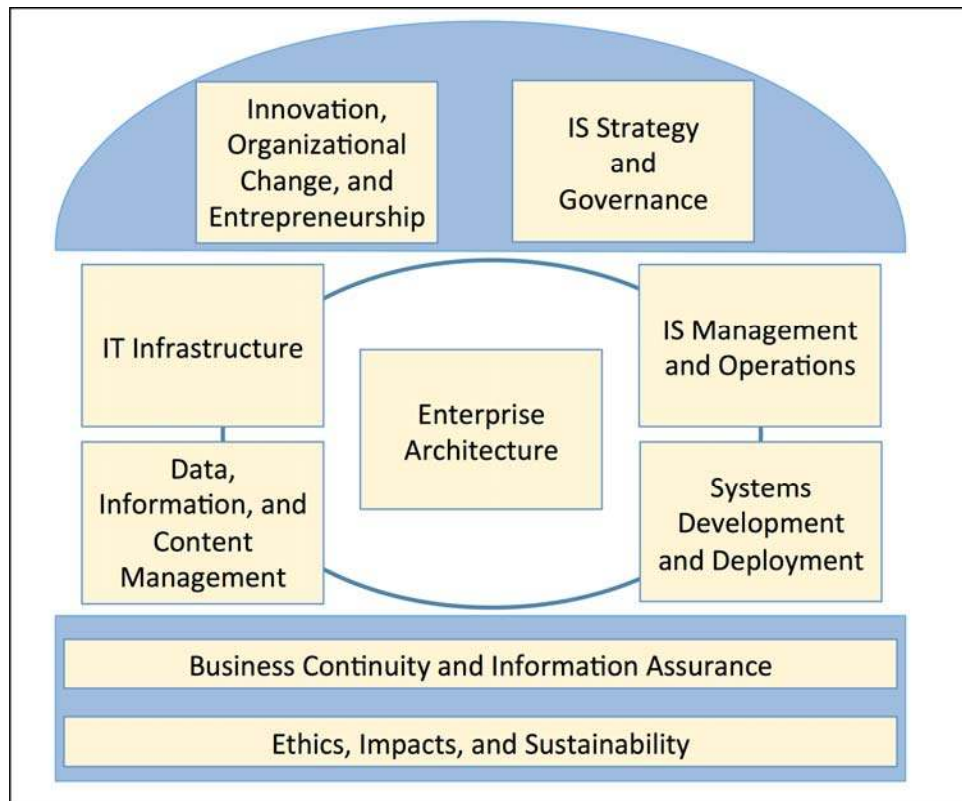 Innovation,
Organizational
Change, and
Entrepreneurship
IS Strategy
and
Governance
IT Infrastructure
IS Management
and Operations
Enterprise
Architecture
Data,
Information, and
Content
Management
Systems
Development
and Deployment
Business Continuity and Information Assurance
Ethics, Impacts, and Sustainability